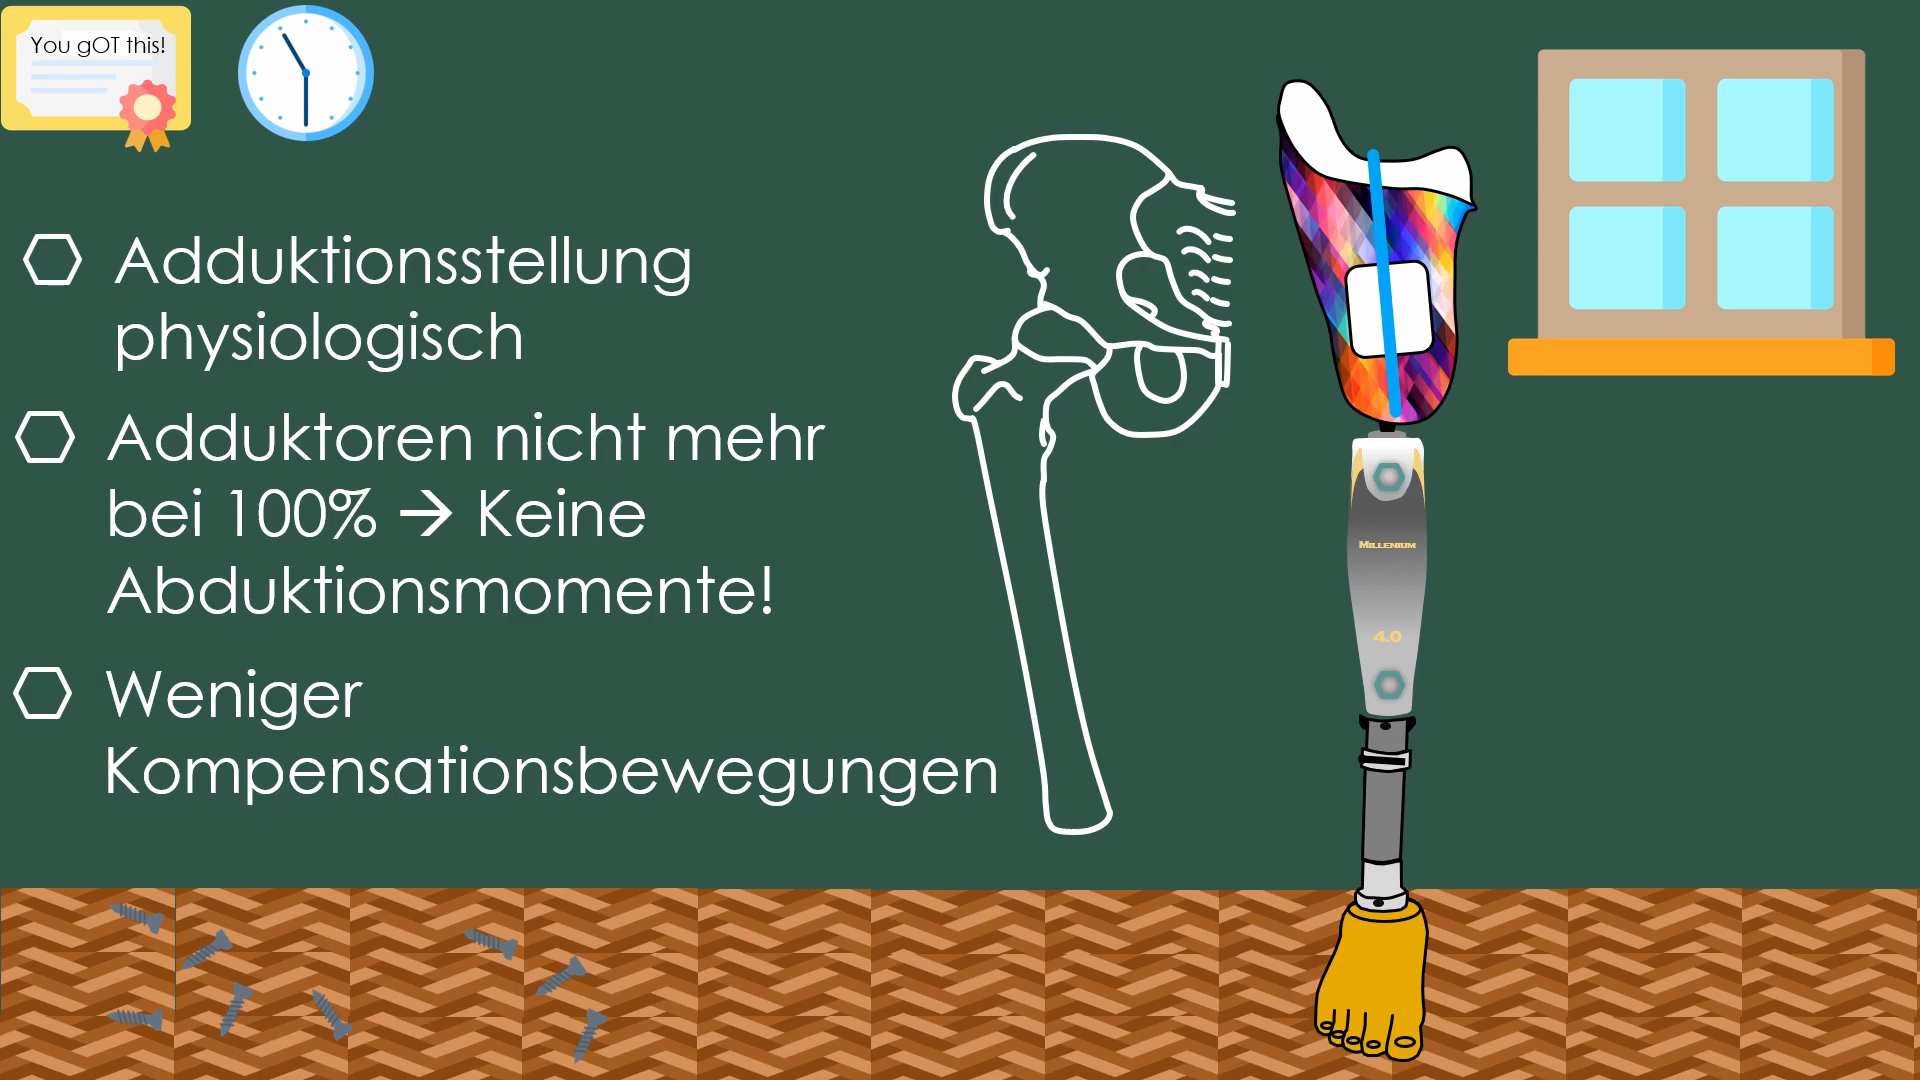 You gOT this!
Adduktionsstellung
physiologisch
Adduktoren nicht mehr
bei 100% → Keine
Abduktionsmomente!
Weniger
Kompensationsbewegungen
Millenium
4.0